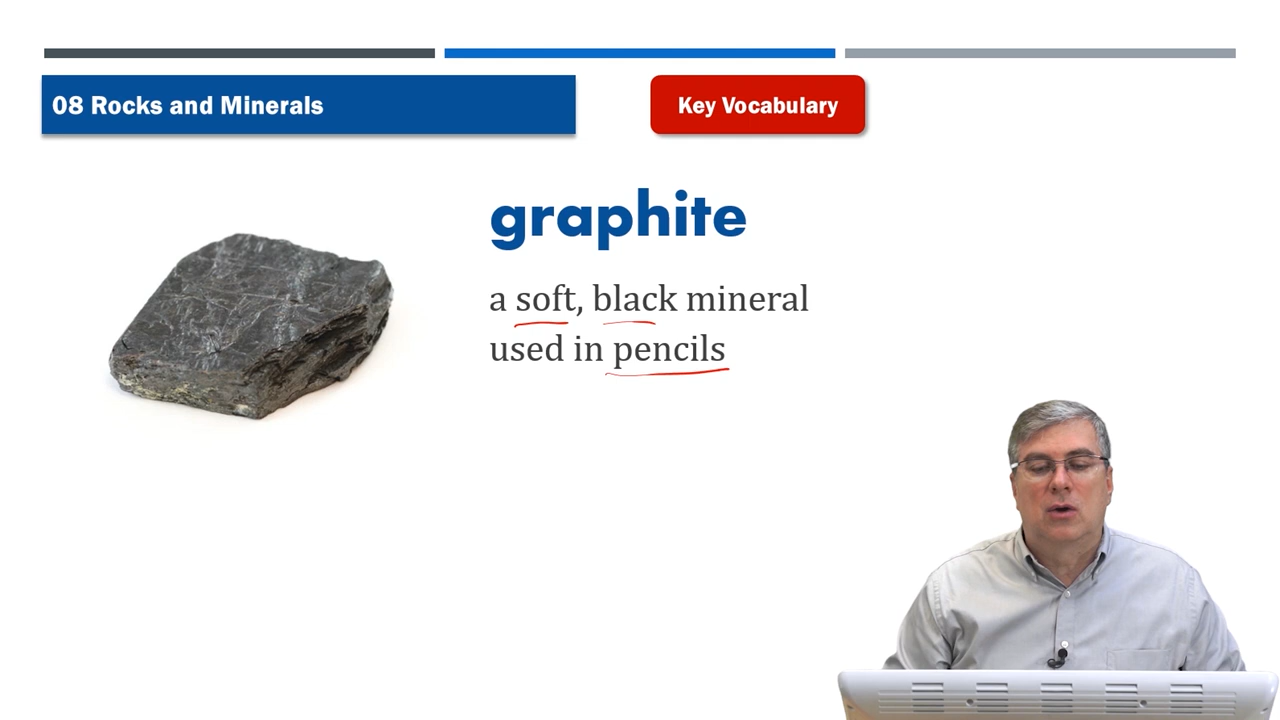 08 Rocks and Minerals
Key Vocabulary
graphite
a soft, black mineral
used in pencils